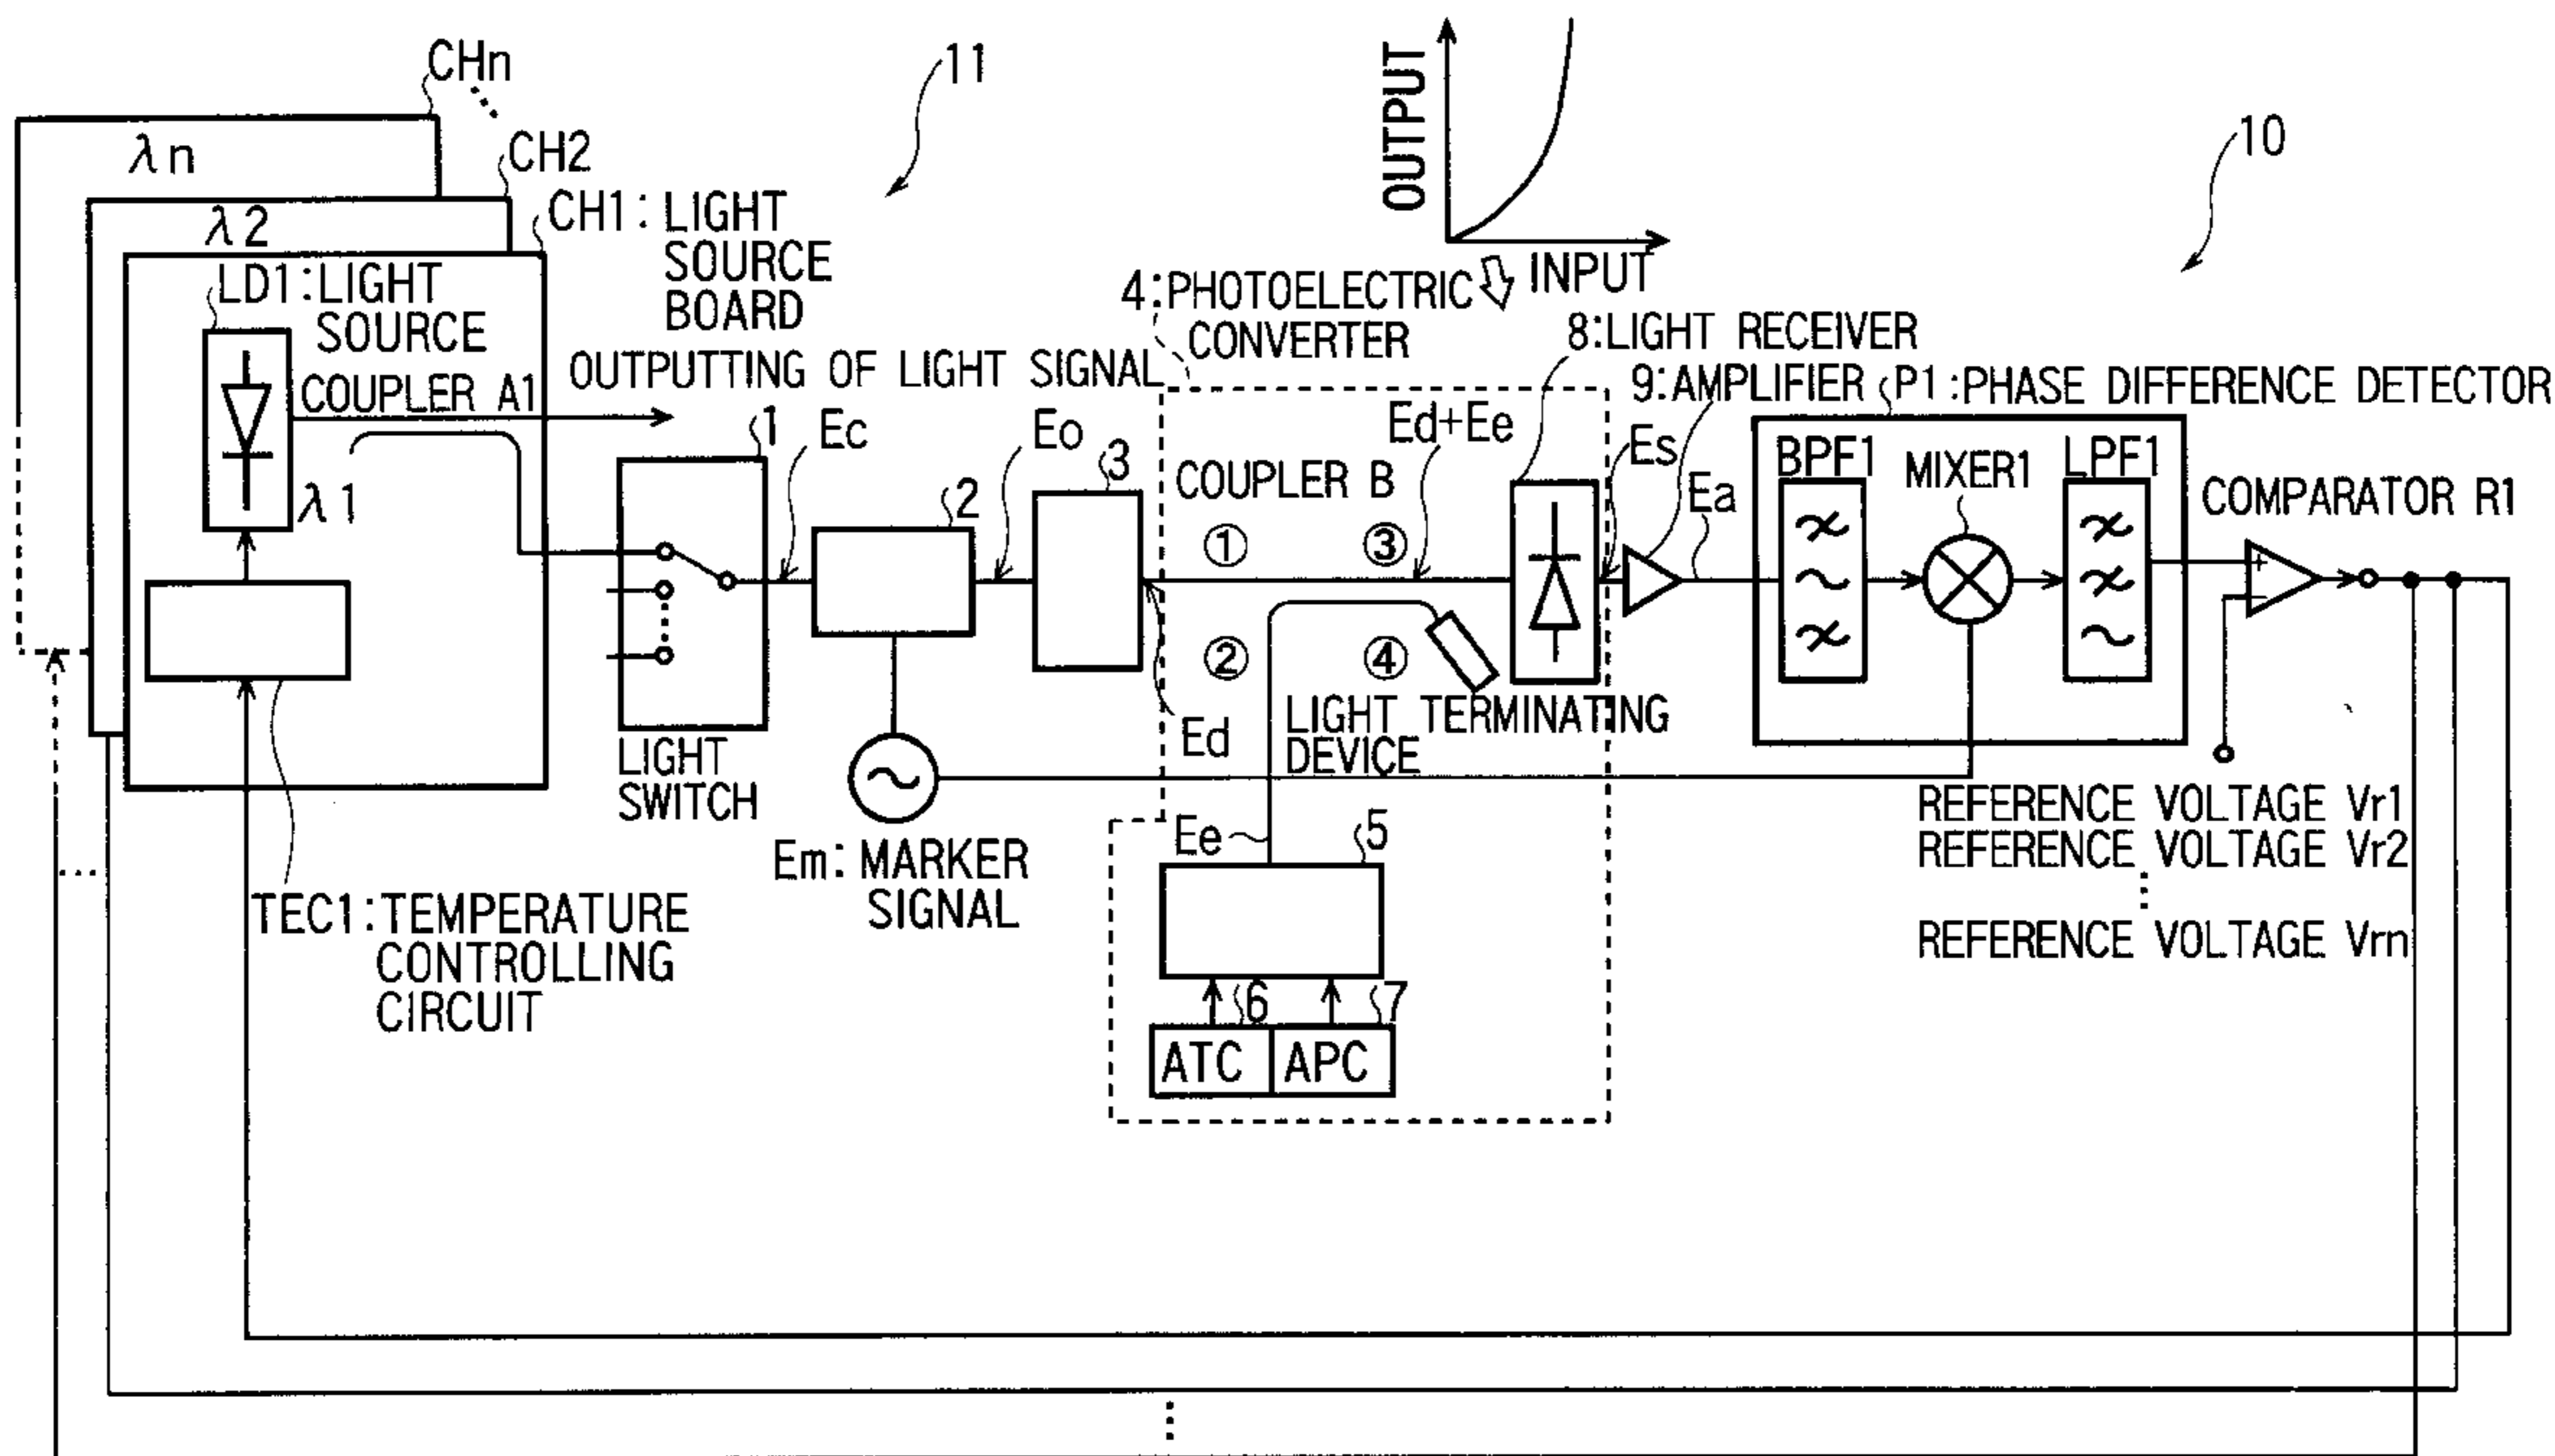 CHn
11
OUTPUT
INPUT
10
λn
CH2
λ2
CH1: LIGHT
SOURCE
BOARD
LD1: LIGHT
SOURCE
4: PHOTOELECTRIC
CONVERTER
8: LIGHT RECEIVER
9: AMPLIFIER
P1: PHASE DIFFERENCE DETECTOR
COUPLER A1
OUTPUTTING OF LIGHT SIGNAL
λ1
1
Ec
Eo
2
3
COUPLER B
Ed+Ee
Es
Ea
BPF1
MIXER1
LPF1
COMPARATOR R1
+
−
①
③
②
④
Ed
LIGHT TERMINATING
DEVICE
LIGHT
SWITCH
Em: MARKER
SIGNAL
Ee
5
6
7
ATC
APC
REFERENCE VOLTAGE Vr1
REFERENCE VOLTAGE Vr2
REFERENCE VOLTAGE Vrn
TEC1: TEMPERATURE
CONTROLLING
CIRCUIT